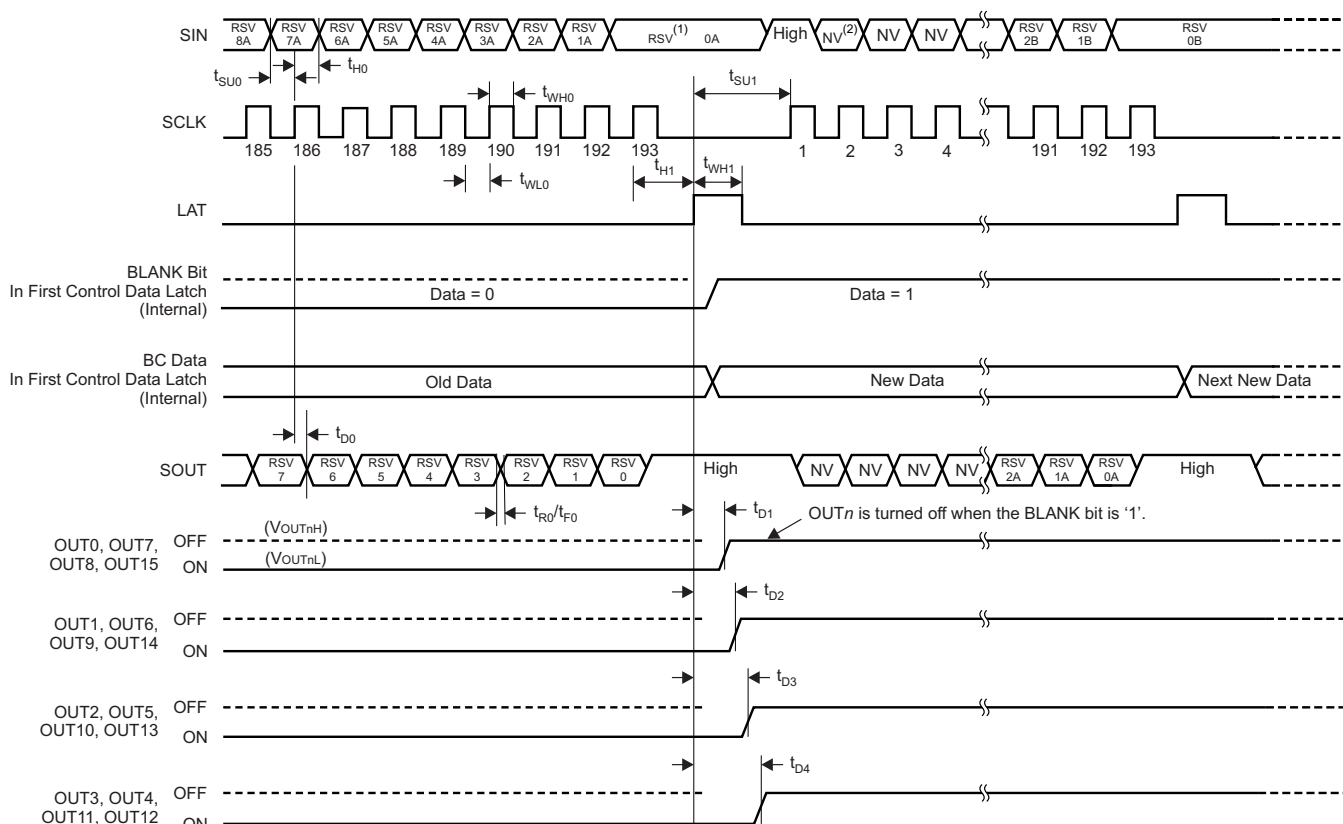 SIN
RSV 8A
RSV 7A
RSV 6A
RSV 5A
RSV 4A
RSV 3A
RSV 2A
RSV 1A
RSV(1) 0A
High
NV(2)
NV
NV
RSV 2B
RSV 1B
RSV 0B
tSU0
tH0
tWH0
tSU1
SCLK
185 186 187 188 189 190 191 192 193 1 2 3 4 191 192 193
tWL0
tH1
tWH1
LAT
BLANK Bit
In First Control Data Latch
(Internal)
Data = 0
Data = 1
BC Data
In First Control Data Latch
(Internal)
Old Data
New Data
Next New Data
tD0
SOUT
RSV 7
RSV 6
RSV 5
RSV 4
RSV 3
RSV 2
RSV 1
RSV 0
High
NV
NV
NV
NV
RSV 2A
RSV 1A
RSV 0A
High
tR0/tF0
tD1
OUTn is turned off when the BLANK bit is ‘1’.
OUT0, OUT7,
OUT8, OUT15
OFF
ON
(VOUTnH)
(VOUTnL)
tD2
OUT1, OUT6,
OUT9, OUT14
OFF
ON
tD3
OUT2, OUT5,
OUT10, OUT13
OFF
ON
tD4
OUT3, OUT4,
OUT11, OUT12
OFF
ON